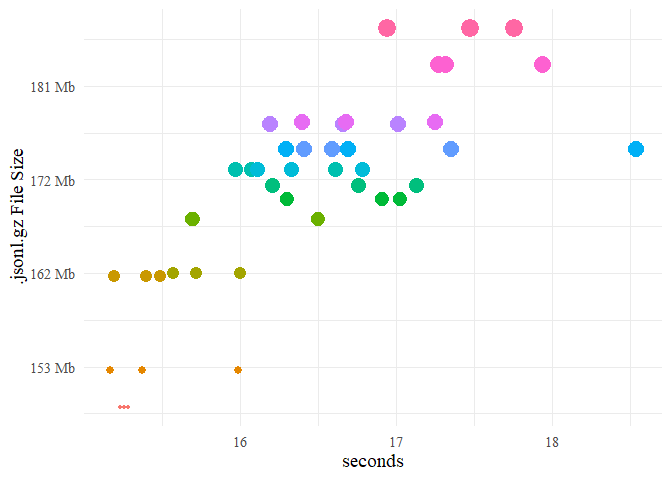 .jsonl.gz File Size
181 Mb
172 Mb
162 Mb
153 Mb
16 17 18
seconds